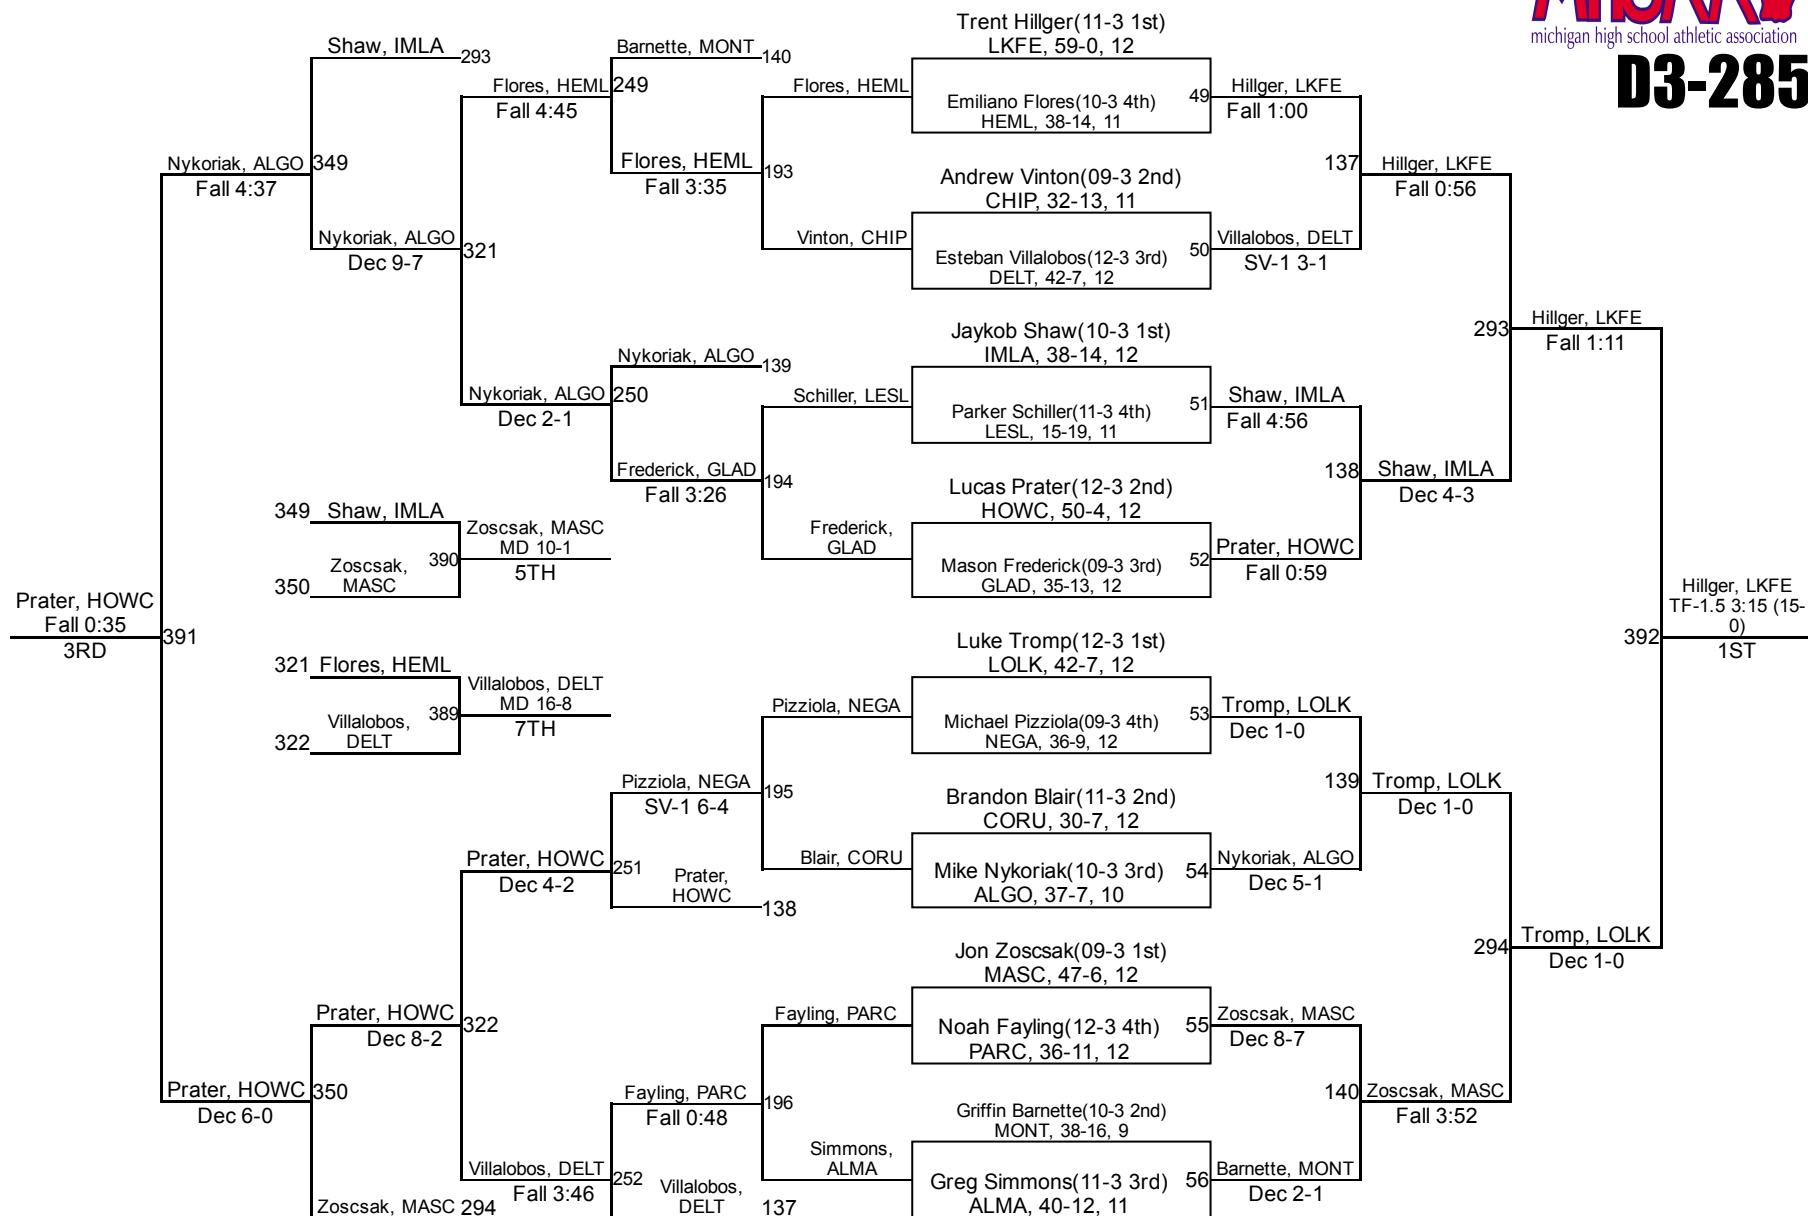 MHSAA
michigan high school athletic association
D3-285
Trent Hillger(11-3 1st)
LKFE, 59-0, 12
Emiliano Flores(10-3 4th)
HEML, 38-14, 11
49
Andrew Vinton(09-3 2nd)
CHIP, 32-13, 11
Esteban Villalobos(12-3 3rd)
DELT, 42-7, 12
50
Jaykob Shaw(10-3 1st)
IMLA, 38-14, 12
Parker Schiller(11-3 4th)
LESL, 15-19, 11
51
Lucas Prater(12-3 2nd)
HOWC, 50-4, 12
Mason Frederick(09-3 3rd)
GLAD, 35-13, 12
52
Luke Tromp(12-3 1st)
LOLK, 42-7, 12
Michael Pizziola(09-3 4th)
NEGA, 36-9, 12
53
Brandon Blair(11-3 2nd)
CORU, 30-7, 12
Mike Nykoriak(10-3 3rd)
ALGO, 37-7, 10
54
Jon Zoscsak(09-3 1st)
MASC, 47-6, 12
Noah Fayling(12-3 4th)
PARC, 36-11, 12
55
Griffin Barnette(10-3 2nd)
MONT, 38-16, 9
Greg Simmons(11-3 3rd)
ALMA, 40-12, 11
56
Hillger, LKFE
Fall 1:00
Villalobos, DELT
SV-1 3-1
Shaw, IMLA
Fall 4:56
Prater, HOWC
Fall 0:59
Tromp, LOLK
Dec 1-0
Nykoriak, ALGO
Dec 5-1
Zoscsak, MASC
Dec 8-7
Barnette, MONT
Dec 2-1
137
Hillger, LKFE
Fall 0:56
138
Shaw, IMLA
Dec 4-3
139
Tromp, LOLK
Dec 1-0
140
Zoscsak, MASC
Fall 3:52
293
Hillger, LKFE
Fall 1:11
294
Tromp, LOLK
Dec 1-0
392
Hillger, LKFE
TF-1.5 3:15 (15-
0)
1ST
Flores, HEML
Vinton, CHIP
Schiller, LESL
Frederick,
GLAD
Pizziola, NEGA
Blair, CORU
Fayling, PARC
Simmons,
ALMA
Barnette, MONT
140
Flores, HEML
Fall 3:35
193
Nykoriak, ALGO
139
Frederick, GLAD
Fall 3:26
194
Pizziola, NEGA
SV-1 6-4
195
Prater,
HOWC
138
Fayling, PARC
Fall 0:48
196
Villalobos,
DELT
137
Flores, HEML
Fall 4:45
249
Nykoriak, ALGO
Dec 2-1
250
Prater, HOWC
Dec 4-2
251
Villalobos, DELT
Fall 3:46
252
Shaw, IMLA
293
Nykoriak, ALGO
Dec 9-7
321
Prater, HOWC
Dec 8-2
322
Zoscsak, MASC
294
Nykoriak, ALGO
Fall 4:37
349
Prater, HOWC
Dec 6-0
350
Prater, HOWC
Fall 0:35
3RD
391
349
Shaw, IMLA
350
Zoscsak,
MASC
390
Zoscsak, MASC
MD 10-1
5TH
321
Flores, HEML
322
Villalobos,
DELT
389
Villalobos, DELT
MD 16-8
7TH